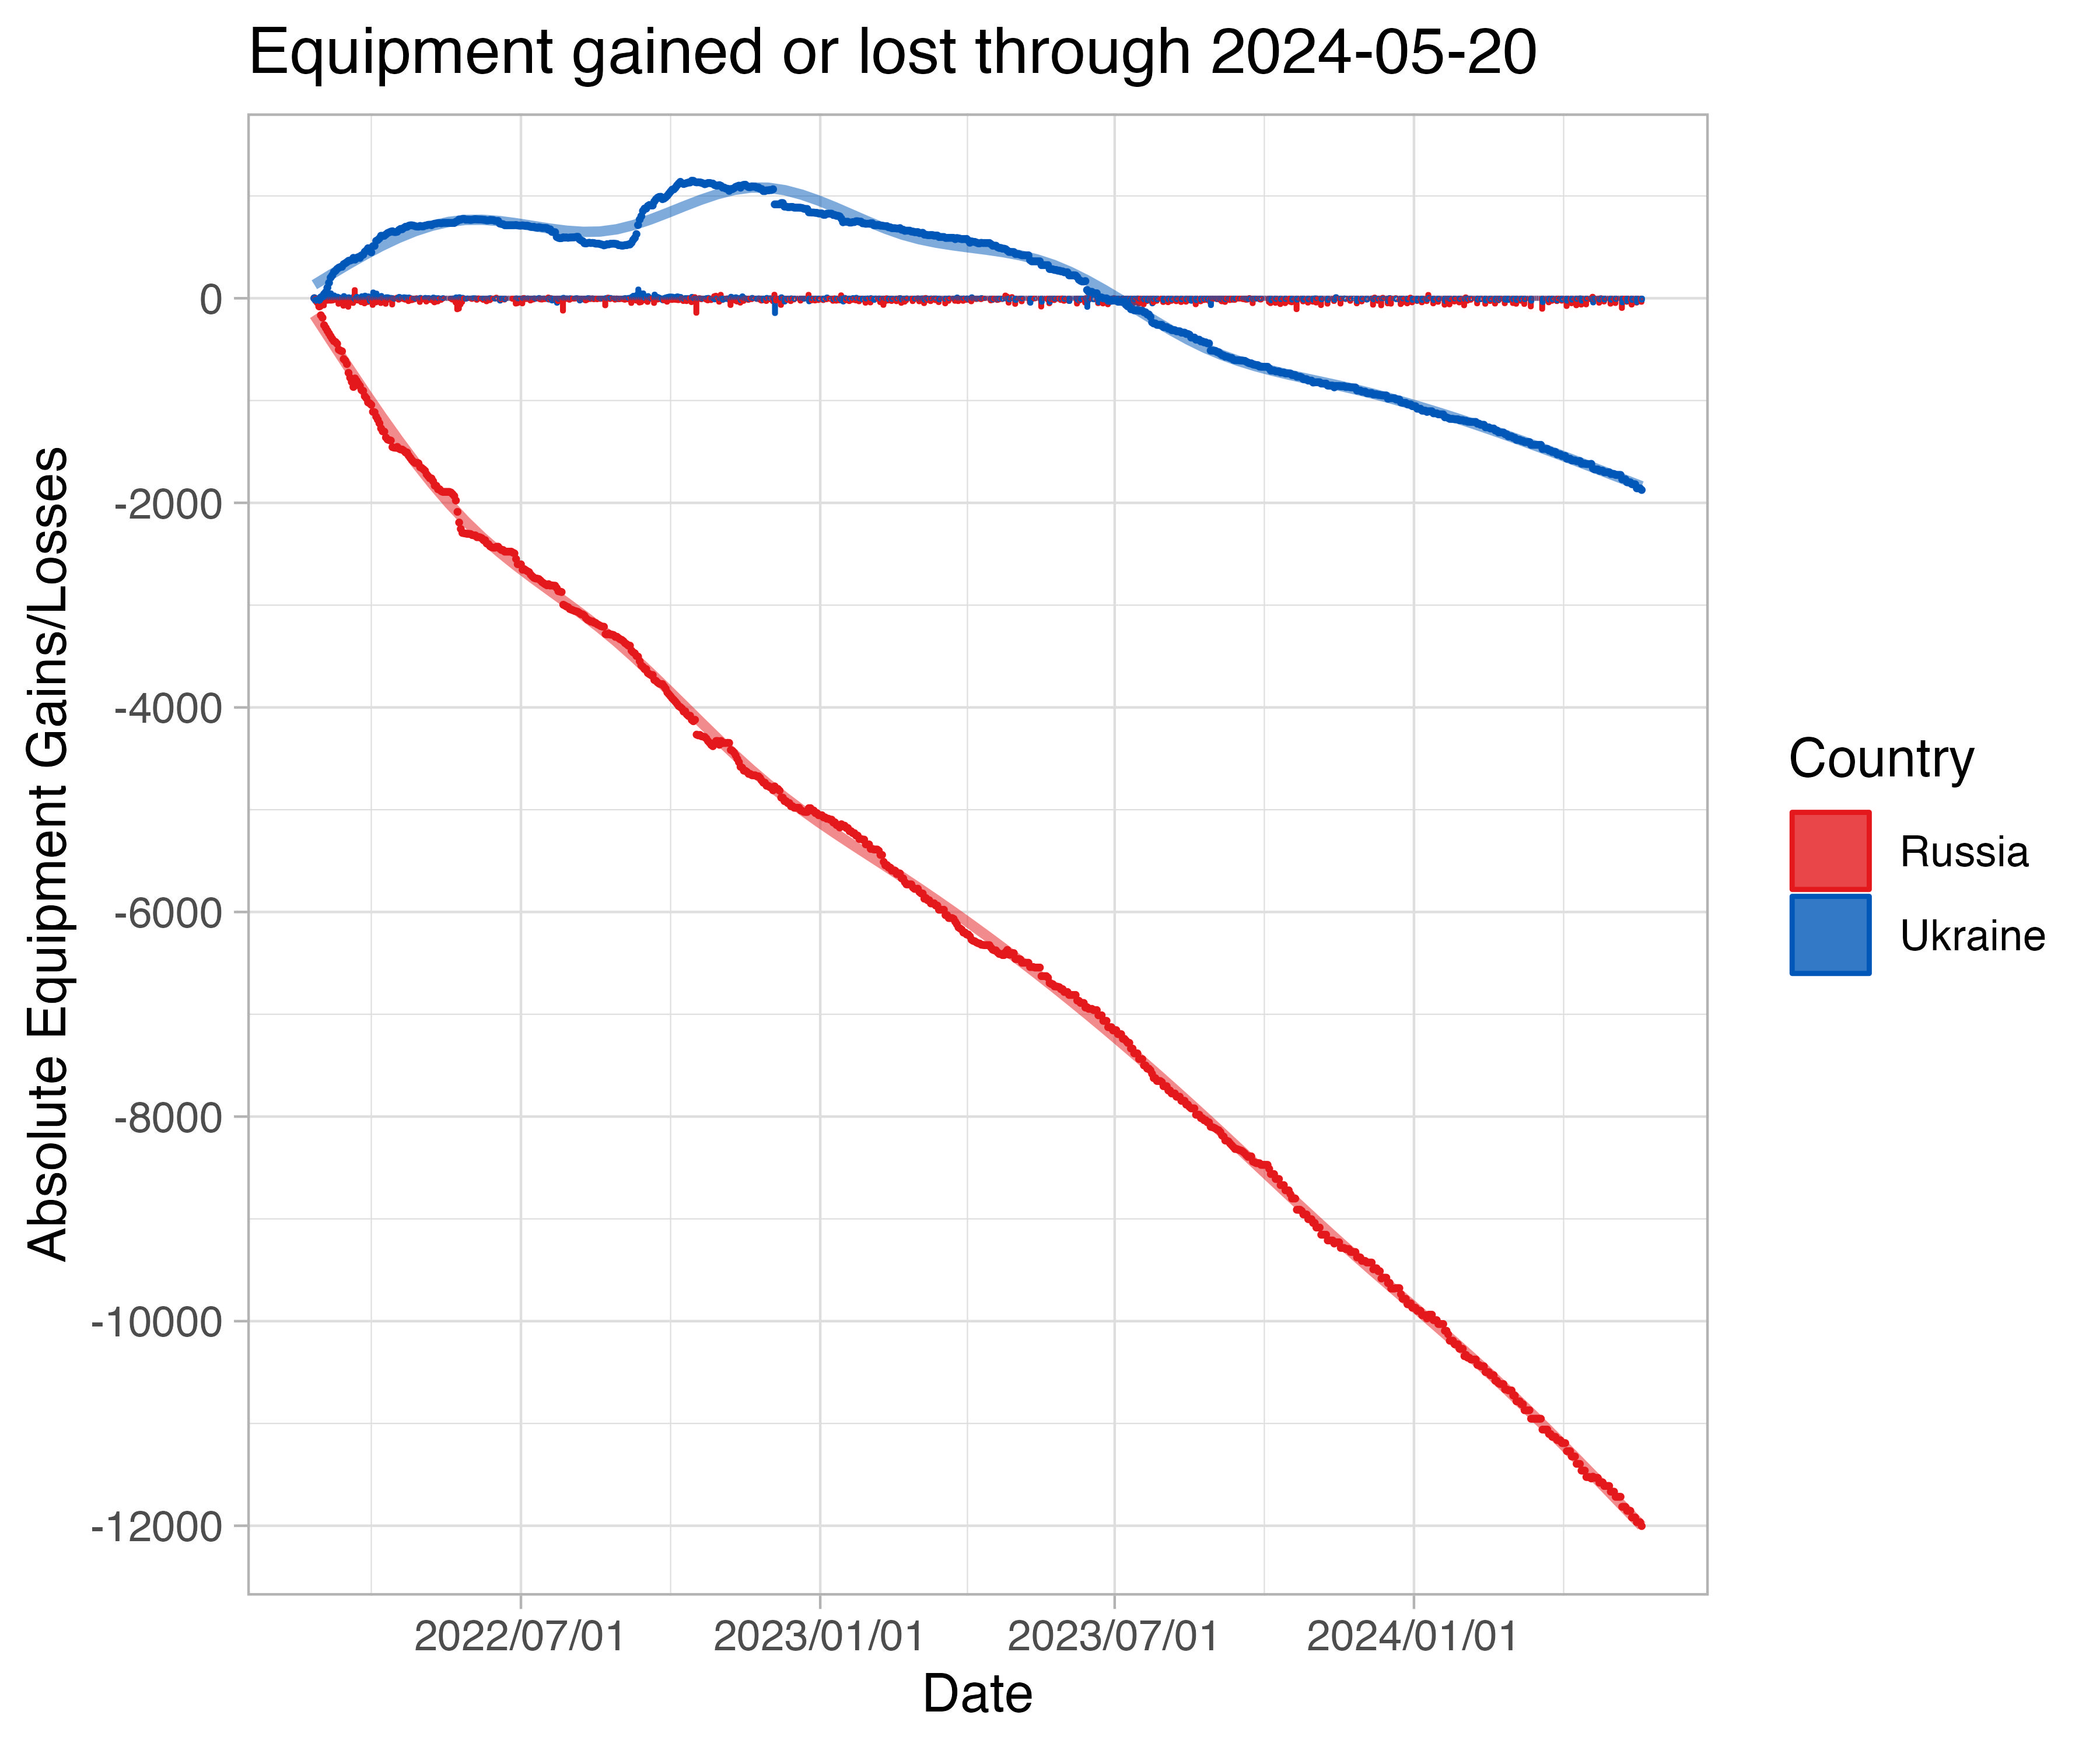 Equipment gained or lost through 2024-05-20
Absolute Equipment Gains/Losses
0
-2000
-4000
-6000
-8000
-10000
-12000
2022/07/01
2023/01/01
2023/07/01
2024/01/01
Date
Country
Russia
Ukraine